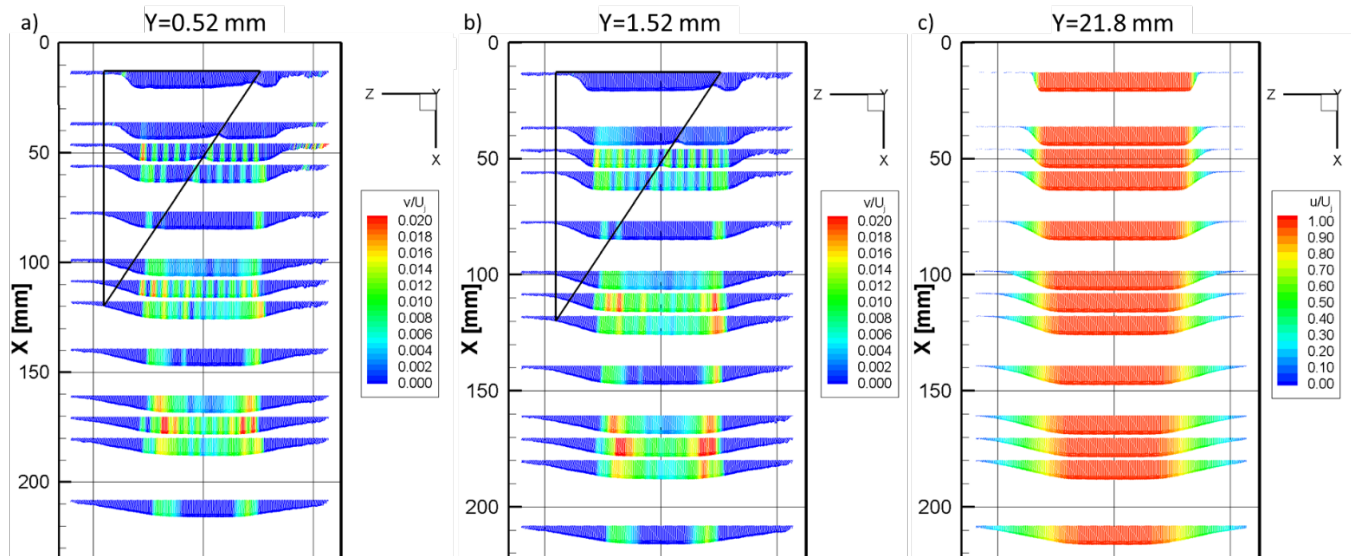 a)
Y=0.52 mm
0
50
100
150
200
X [mm]
Z
Y
X
v/Uj
0.020
0.018
0.016
0.014
0.012
0.010
0.008
0.006
0.004
0.002
0.000
b)
Y=1.52 mm
0
50
100
150
200
X [mm]
Z
Y
X
v/Uj
0.020
0.018
0.016
0.014
0.012
0.010
0.008
0.006
0.004
0.002
0.000
c)
Y=21.8 mm
0
50
100
150
200
X [mm]
Z
Y
X
u/Uj
1.00
0.90
0.80
0.70
0.60
0.50
0.40
0.30
0.20
0.10
0.00